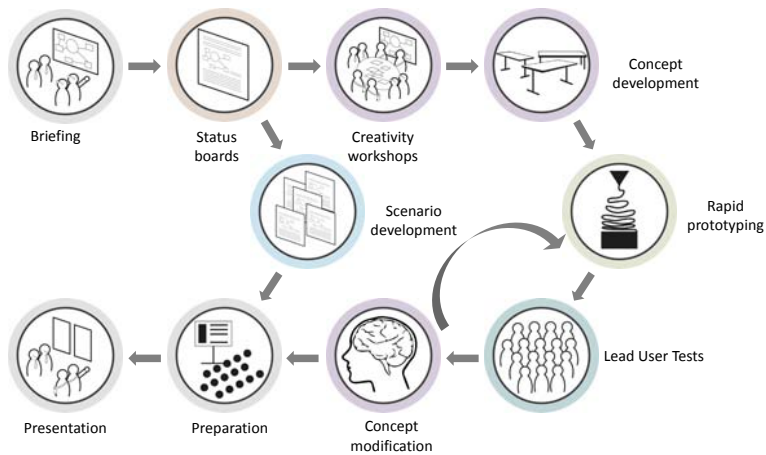 Briefing
Status
boards
Creativity
workshops
Concept
development
Scenario
development
Rapid
prototyping
Lead User Tests
Presentation
Preparation
Concept
modification